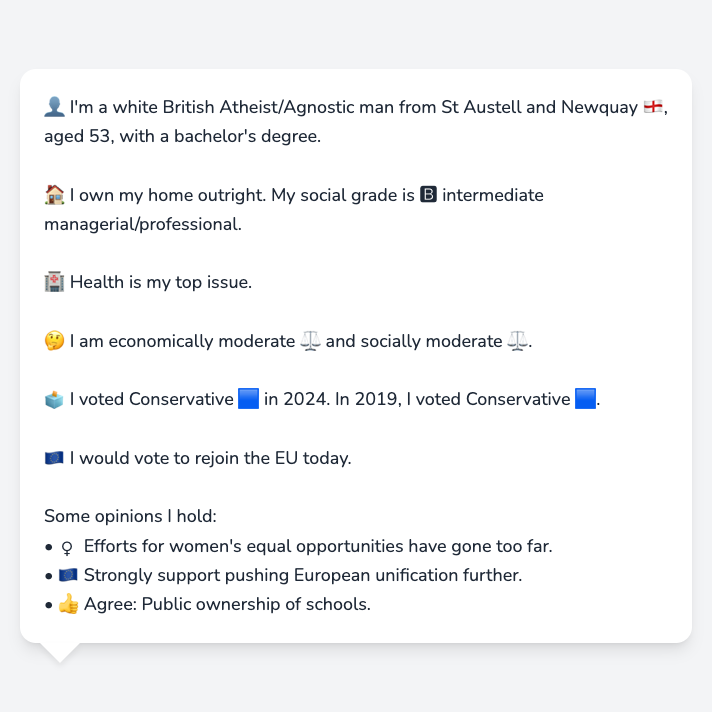 👤 I'm a white British Atheist/Agnostic man from St Austell and Newquay 🏴󠁧󠁢󠁥󠁮󠁧󠁿,
aged 53, with a bachelor's degree.
🏠 I own my home outright. My social grade is 🅱 intermediate
managerial/professional.
🏥 Health is my top issue.
🤔 I am economically moderate ⚖️ and socially moderate ⚖️.
🗳️ I voted Conservative 🟦 in 2024. In 2019, I voted Conservative 🟦.
🇪🇺 I would vote to rejoin the EU today.
Some opinions I hold:
• ♀ Efforts for women's equal opportunities have gone too far.
• 🇪🇺 Strongly support pushing European unification further.
• 👍 Agree: Public ownership of schools.